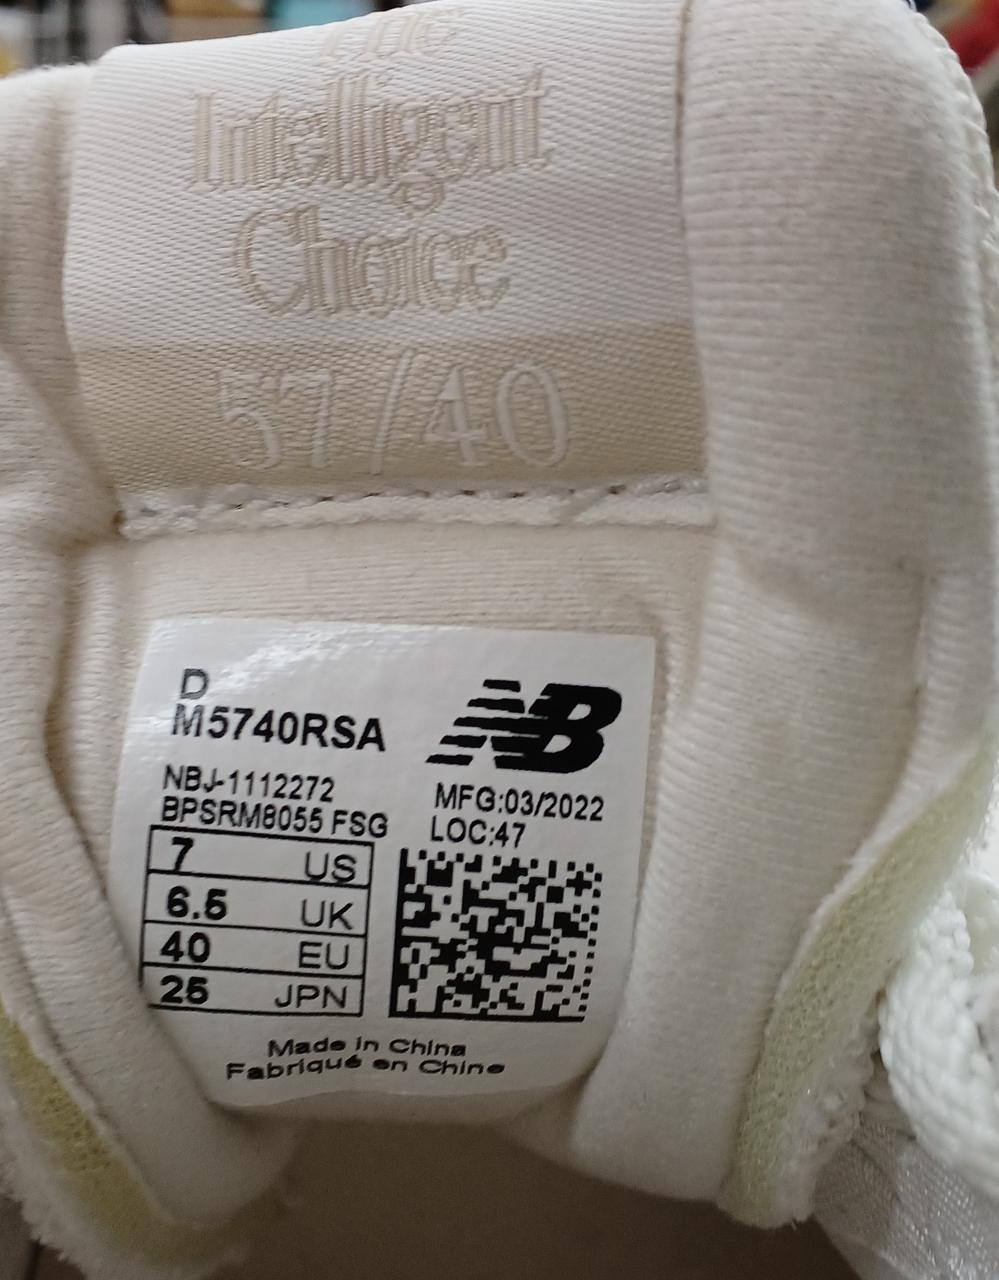 The
Intelligent
Choice
57/40
D
M5740RSA
NB
NBJ-1112272
BPSRM8055 FSG
MFG:03/2022
LOC:47
7 US
6.5 UK
40 EU
25 JPN
Made in China
Fabriqué en Chine